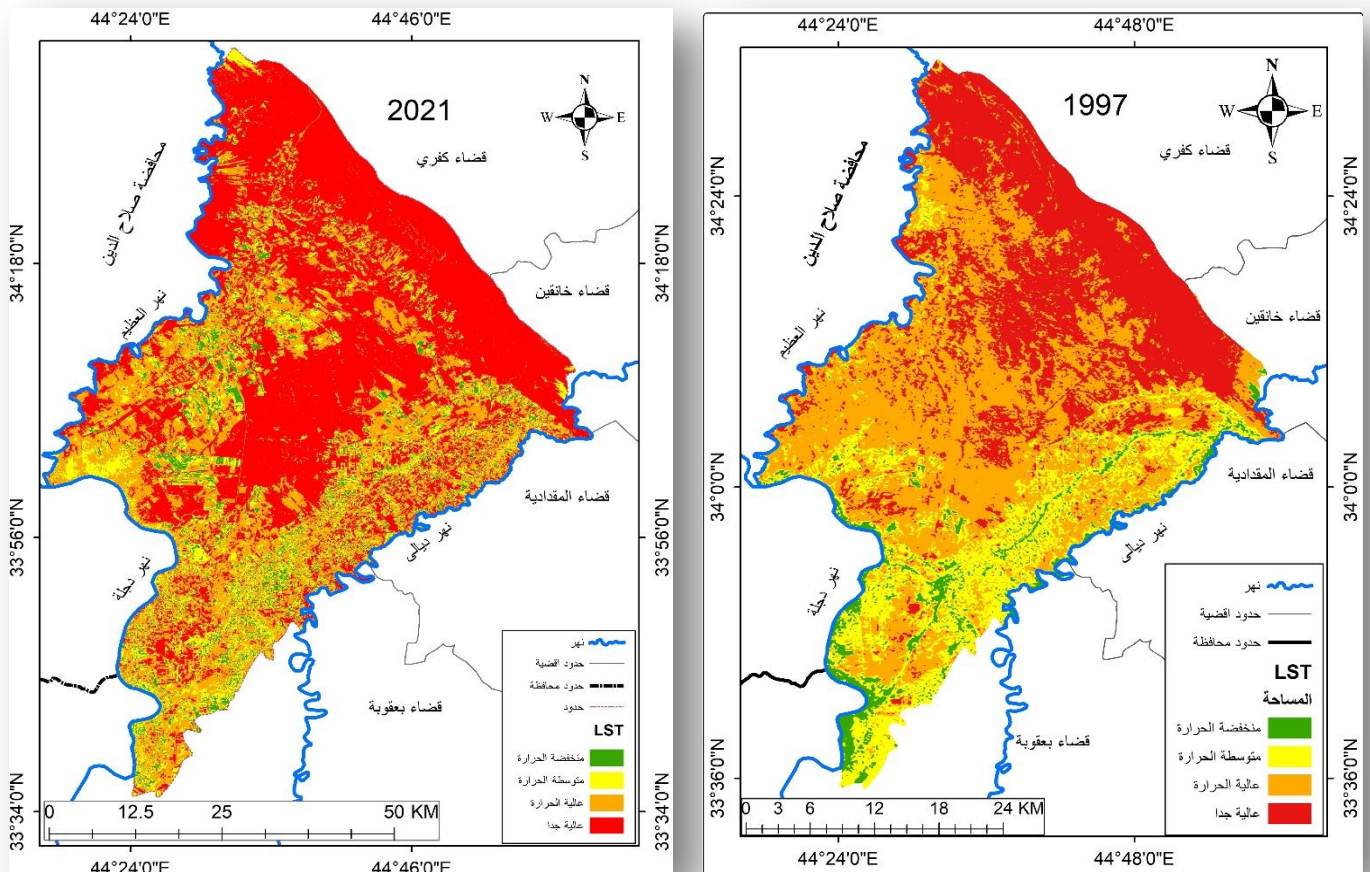 44°24'0"E
44°46'0"E
2021
N
W
E
S
قضاء كفري
محافضة صلاح الدين
34°18'0"N
34°18'0"N
قضاء خانقين
نهر العظيم
قضاء المقدادية
33°56'0"N
33°56'0"N
نهر ديالى
نهر دجلة
قضاء بعقوبة
نهر
حدود اقضية
حدود محافظة
حدود
LST
منخفضة الحرارة
متوسطة الحرارة
عالية الحرارة
عالية جدا
0 12.5 25 50 KM
33°34'0"N
33°34'0"N
44°24'0"E
44°46'0"E
44°24'0"E
44°48'0"E
1997
N
W
E
S
قضاء كفري
محافضة صلاح الدين
34°24'0"N
34°24'0"N
قضاء خانقين
نهر العظيم
قضاء المقدادية
34°0'0"N
34°0'0"N
نهر ديالى
نهر دجلة
قضاء بعقوبة
نهر
حدود اقضية
حدود محافظة
LST
المساحة
منخفضة الحرارة
متوسطة الحرارة
عالية الحرارة
عالية جدا
33°36'0"N
33°36'0"N
0 3 6 12 18 24 KM
44°24'0"E
44°48'0"E